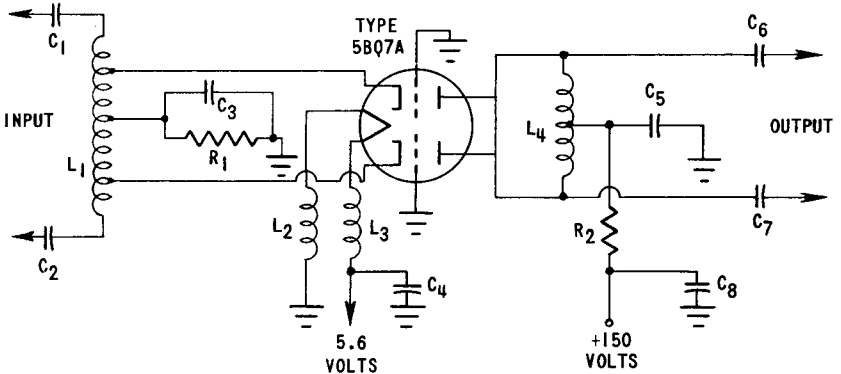 C1
TYPE
5BQ7A
C6
C3
C5
INPUT
R1
L4
OUTPUT
L1
L2
L3
R2
C7
C2
C4
C8
5.6
VOLTS
+150
VOLTS